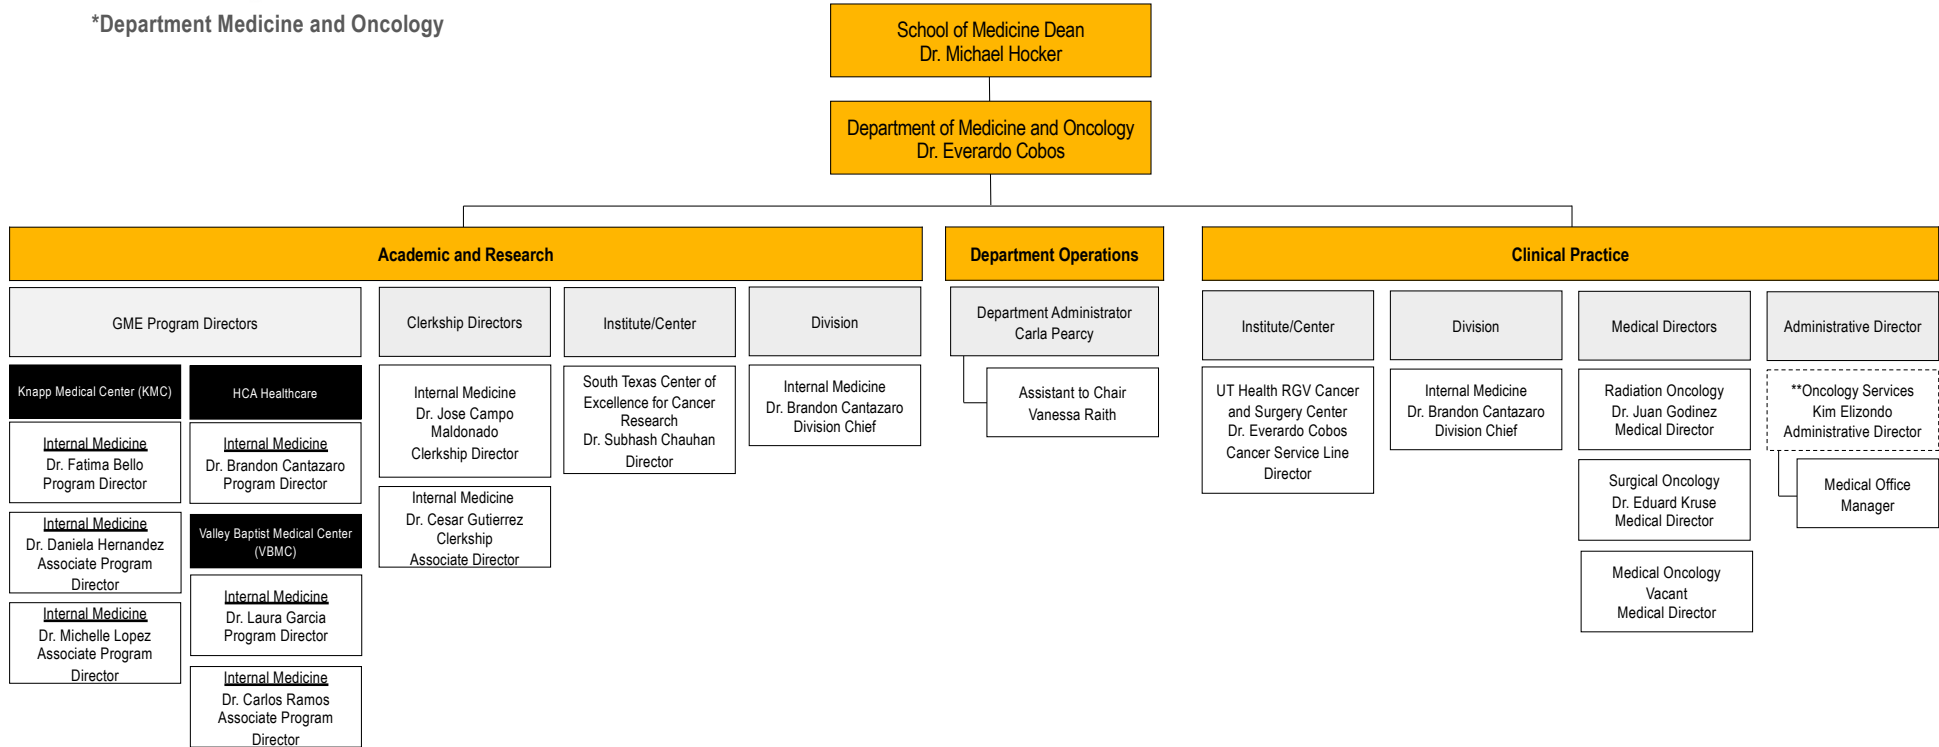 *Department Medicine and Oncology
School of Medicine Dean
Dr. Michael Hocker
Department of Medicine and Oncology
Dr. Everardo Cobos
Academic and Research
GME Program Directors
Knapp Medical Center (KMC)
Internal Medicine
Dr. Fatima Bello
Program Director
Internal Medicine
Dr. Daniela Hernandez
Associate Program
Director
Internal Medicine
Dr. Michelle Lopez
Associate Program
Director
HCA Healthcare
Internal Medicine
Dr. Brandon Cantazaro
Program Director
Valley Baptist Medical Center
(VBMC)
Internal Medicine
Dr. Laura Garcia
Program Director
Internal Medicine
Dr. Carlos Ramos
Associate Program
Director
Clerkship Directors
Internal Medicine
Dr. Jose Campo
Maldonado
Clerkship Director
Internal Medicine
Dr. Cesar Gutierrez
Clerkship
Associate Director
Institute/Center
South Texas Center of
Excellence for Cancer
Research
Dr. Subhash Chauhan
Director
Division
Internal Medicine
Dr. Brandon Cantazaro
Division Chief
Department Operations
Department Administrator
Carla Pearcy
Assistant to Chair
Vanessa Raith
Clinical Practice
Institute/Center
UT Health RGV Cancer
and Surgery Center
Dr. Everardo Cobos
Cancer Service Line
Director
Division
Internal Medicine
Dr. Brandon Cantazaro
Division Chief
Medical Directors
Radiation Oncology
Dr. Juan Godinez
Medical Director
Surgical Oncology
Dr. Eduard Kruse
Medical Director
Medical Oncology
Vacant
Medical Director
Administrative Director
**Oncology Services
Kim Elizondo
Administrative Director
Medical Office
Manager